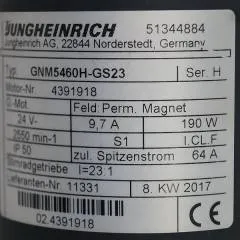 JUNGHEINRICH 51344884
Jungheinrich AG, 22844 Norderstedt, Germany
Typ GNM5460H-GS23 Ser. H
Motor-Nr 4391918
G.-Mot. Feld: Perm. Magnet
24 V- 9,7 A 190 W
2550 min-1 S1 I.CL.F
IP 50 zul. Spitzenstrom 64 A
Stirnradgetriebe I=23.1
Lieferanten-Nr. 11331 8. KW 2017
02.4391918 CE